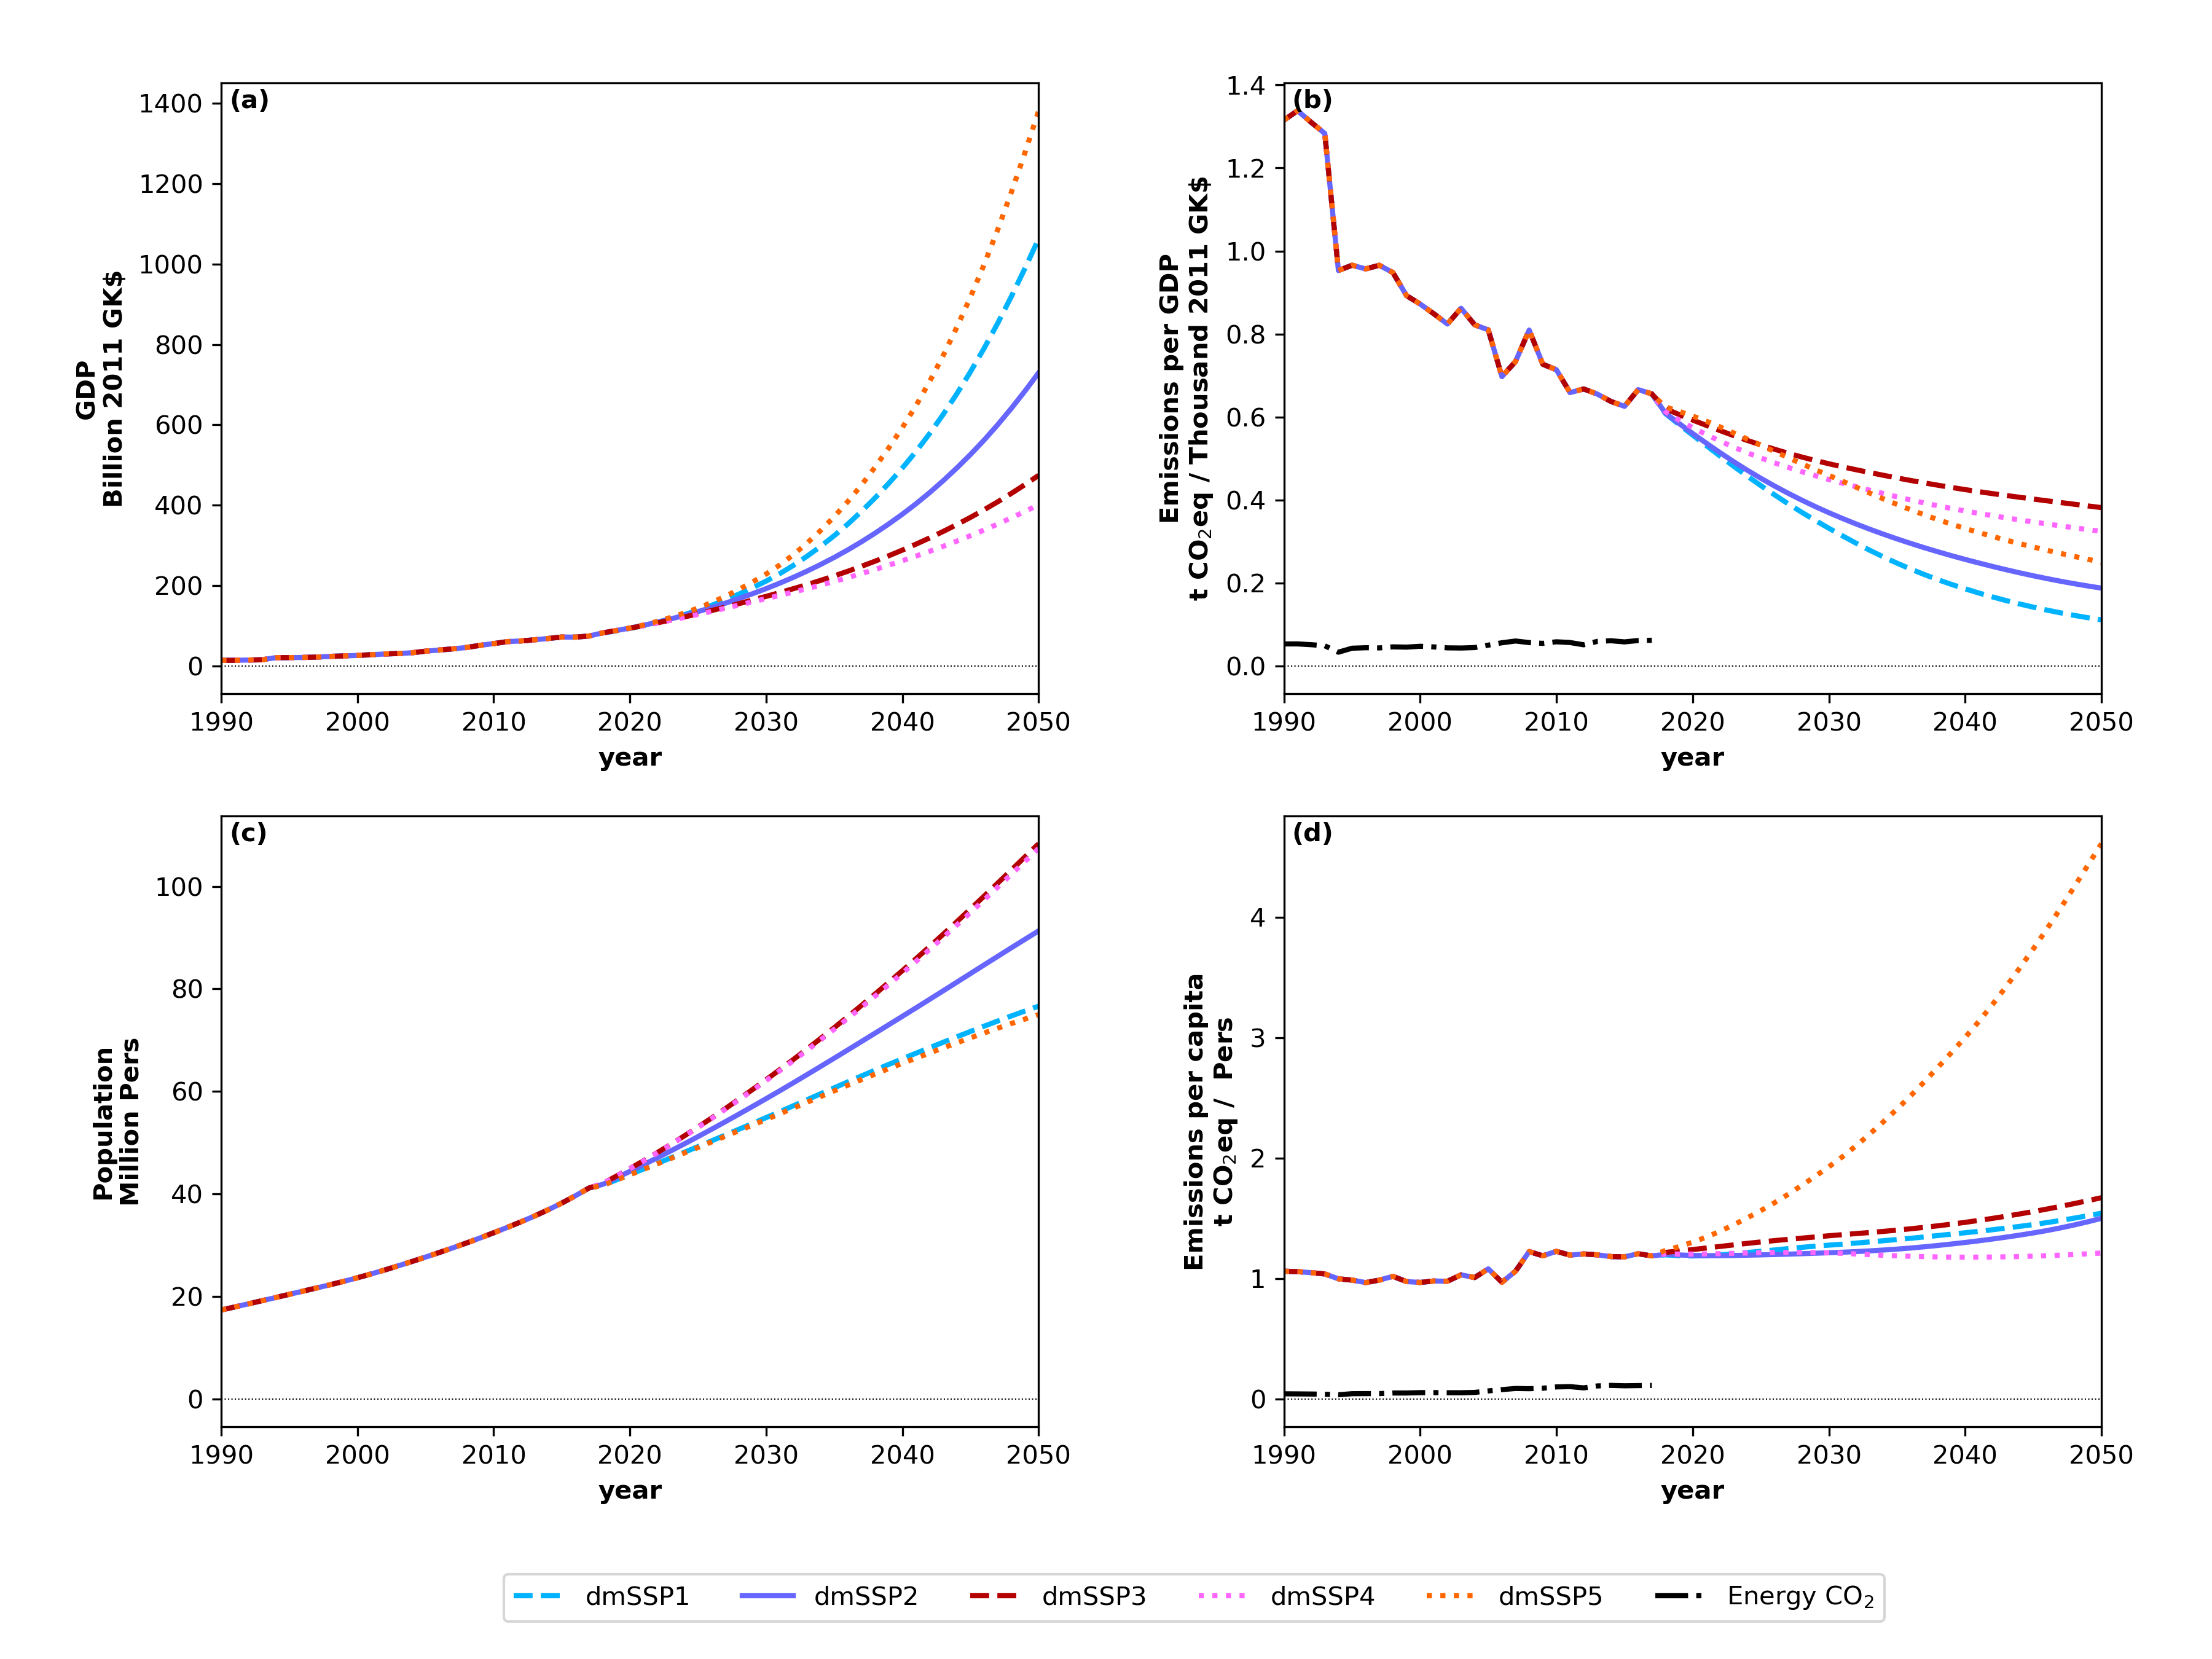 (a)
1400
1200
1000
800
600
400
200
0
GDP
Billion 2011 GK$
1990 2000 2010 2020 2030 2040 2050
year
(b)
1.4
1.2
1.0
0.8
0.6
0.4
0.2
0.0
Emissions per GDP
t CO₂eq / Thousand 2011 GK$
1990 2000 2010 2020 2030 2040 2050
year
(c)
100
80
60
40
20
0
Population
Million Pers
1990 2000 2010 2020 2030 2040 2050
year
(d)
4
3
2
1
0
Emissions per capita
t CO₂eq / Pers
1990 2000 2010 2020 2030 2040 2050
year
dmSSP1 dmSSP2 dmSSP3 dmSSP4 dmSSP5 Energy CO₂